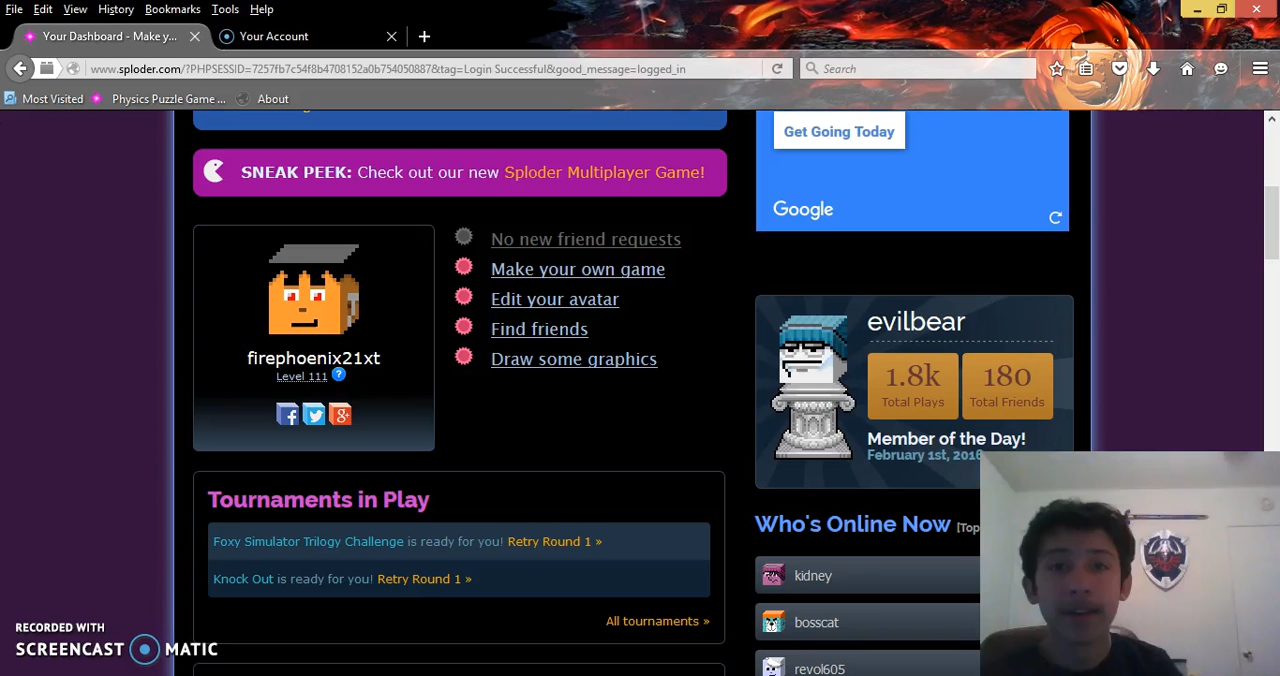 File Edit View History Bookmarks Tools Help
Your Dashboard - Make y... Your Account
www.sploder.com/?PHPSESSID=7257fb7c54f8b4708152a0b7540508f2&tag=Login Successful&good_message=logged_in Search
Most Visited Physics Puzzle Game ... About
Get Going Today
SNEAK PEEK: Check out our new Sploder Multiplayer Game!
Google
No new friend requests
Make your own game
Edit your avatar
Find friends
Draw some graphics
firephoenix21xt
Level 111 ?
evilbear
1.8k 180
Total Plays Total Friends
Member of the Day!
February 1st, 2016
Tournaments in Play
Foxy Simulator Trilogy Challenge is ready for you! Retry Round 1 »
Knock Out is ready for you! Retry Round 1 »
All tournaments »
Who's Online Now [Top
kidney
bosscat
revol605
RECORDED WITH
SCREENCAST MATIC